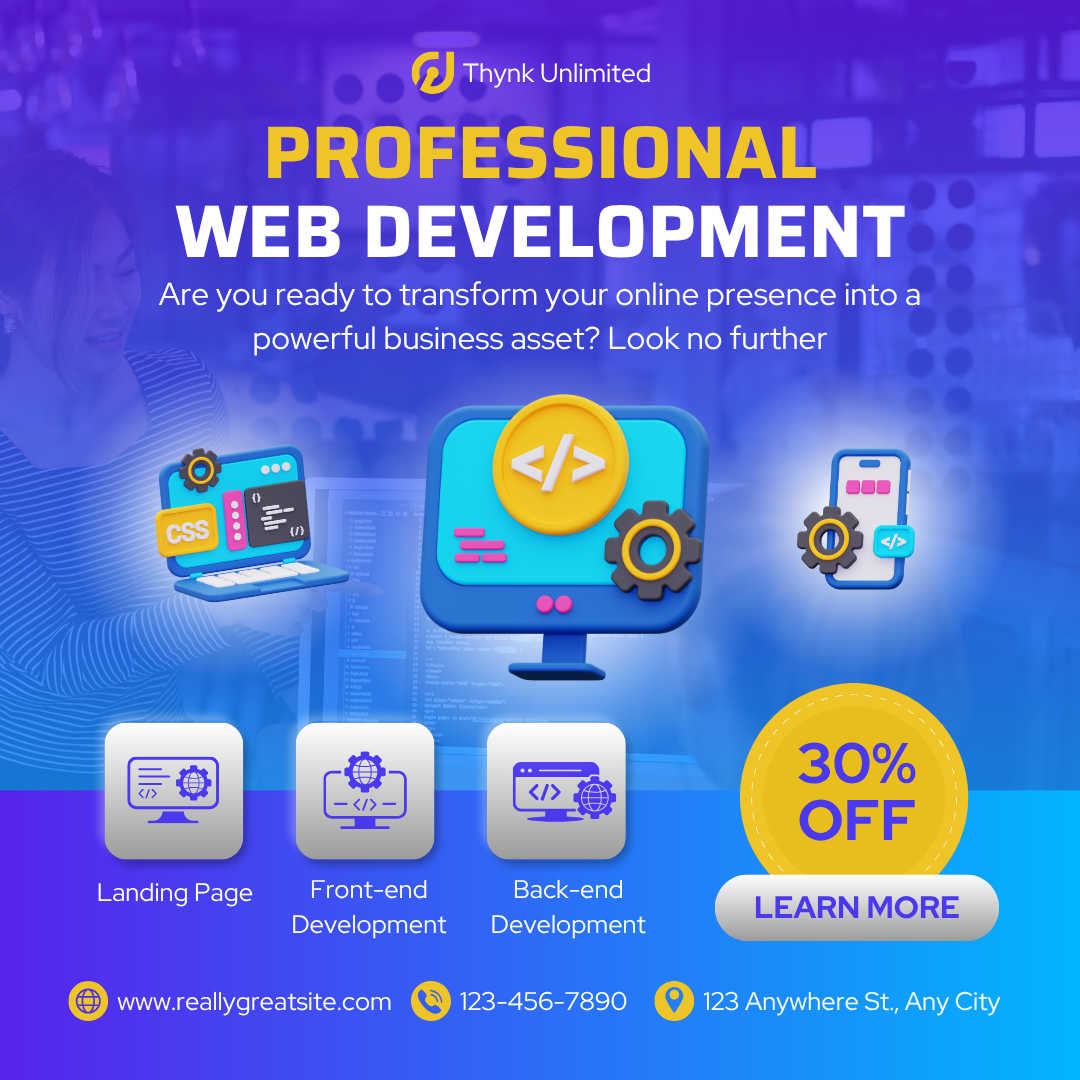 Thynk Unlimited
PROFESSIONAL
WEB DEVELOPMENT
Are you ready to transform your online presence into a
powerful business asset? Look no further
</>
CSS
{}
{/}
</>
</>
</>
</>
Landing Page
Front-end
Development
Back-end
Development
30%
OFF
LEARN MORE
www.reallygreatsite.com
123-456-7890
123 Anywhere St., Any City